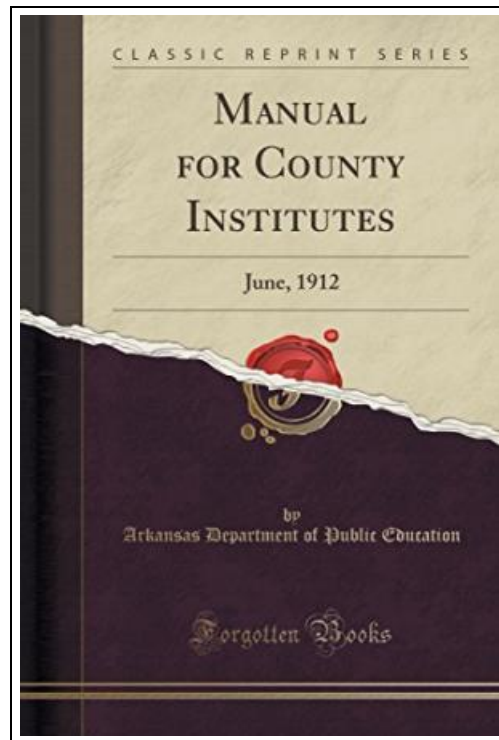 CLASSIC REPRINT SERIES
MANUAL
FOR COUNTY
INSTITUTES
June, 1912
by
Arkansas Department of Public Education
Forgotten Books